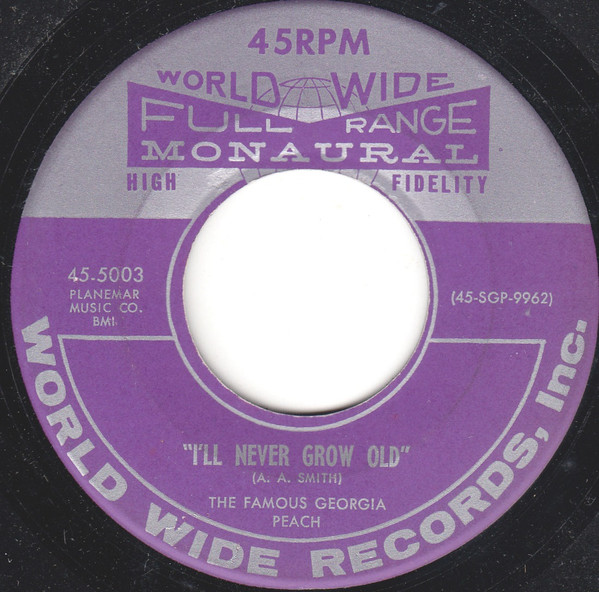 45RPM
WORLD WIDE
FULL RANGE
MONAURAL
HIGH FIDELITY
45-5003
PLANEMAR
MUSIC CO.
BMI
(45-SGP-9962)
"I'LL NEVER GROW OLD"
(A. A. SMITH)
THE FAMOUS GEORGIA
PEACH
WORLD WIDE RECORDS, Inc.